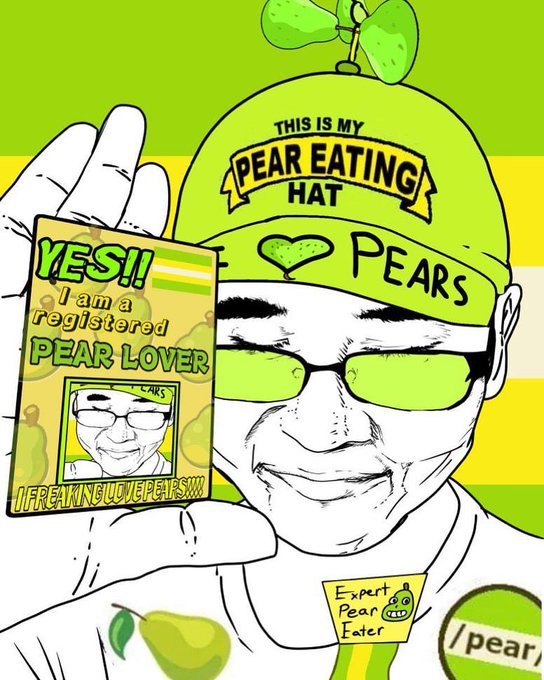 THIS IS MY
PEAR EATING
HAT
I ♥ PEARS
YES!!
I am a
registered
PEAR LOVER
PEARS
I FREAKING LOVE PEARS!!!!
Expert
Pear
Eater
/pear/